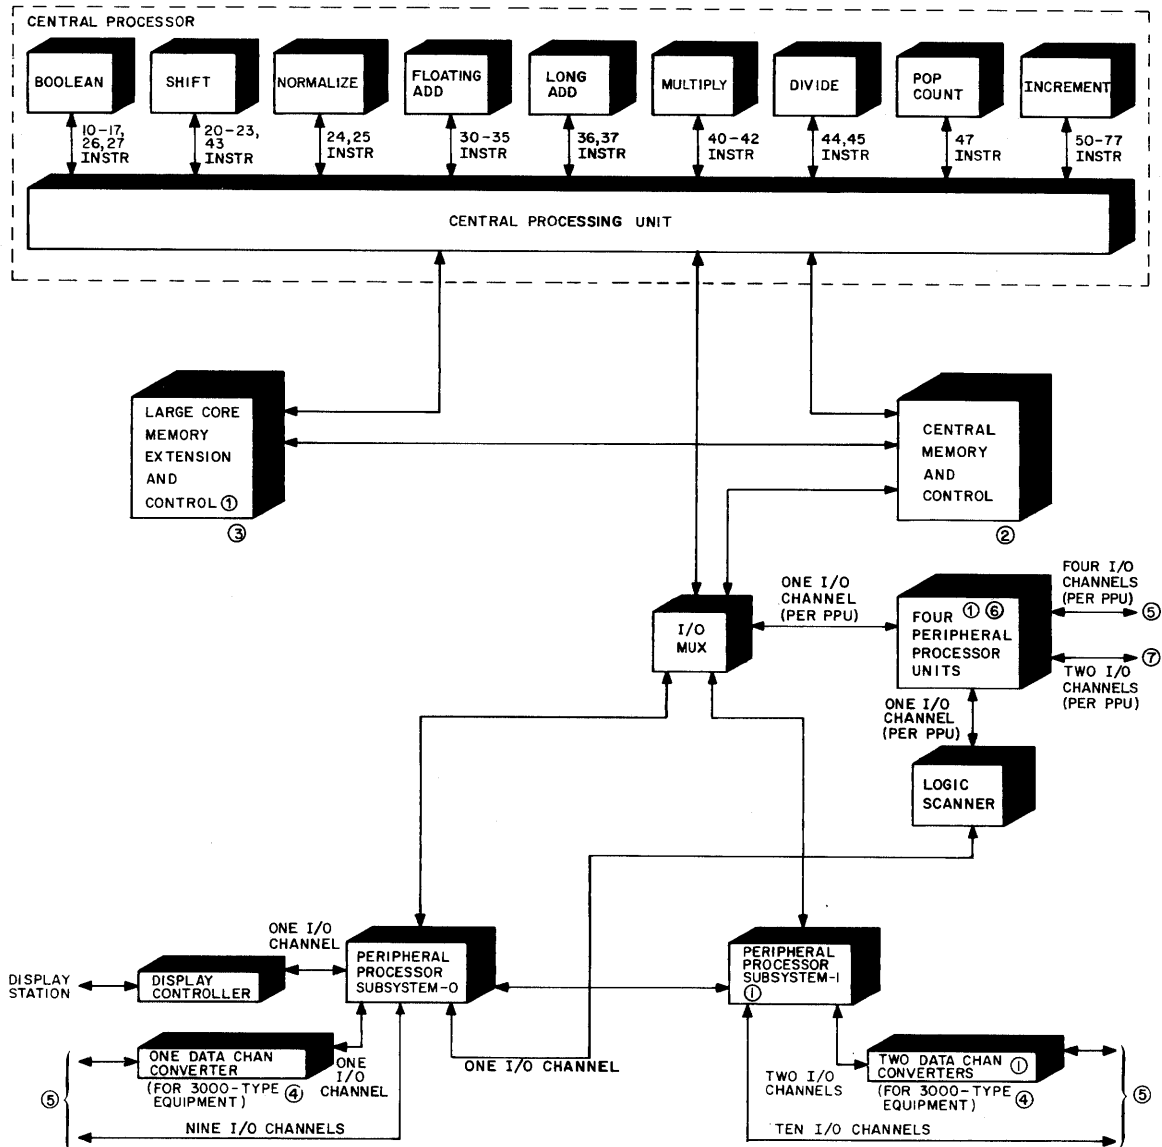 CENTRAL PROCESSOR
BOOLEAN
SHIFT
NORMALIZE
FLOATING
ADD
LONG
ADD
MULTIPLY
DIVIDE
POP
COUNT
INCREMENT
10-17,
26,27
INSTR
20-23,
43
INSTR
24,25
INSTR
30-35
INSTR
36,37
INSTR
40-42
INSTR
44,45
INSTR
47
INSTR
50-77
INSTR
CENTRAL PROCESSING UNIT
LARGE CORE
MEMORY
EXTENSION
AND
CONTROL ①
③
CENTRAL
MEMORY
AND
CONTROL
②
I/O
MUX
ONE I/O
CHANNEL
(PER PPU)
① ⑥
FOUR
PERIPHERAL
PROCESSOR
UNITS
FOUR I/O
CHANNELS
(PER PPU)
⑤
⑦
TWO I/O
CHANNELS
(PER PPU)
ONE I/O
CHANNEL
(PER PPU)
LOGIC
SCANNER
ONE I/O
CHANNEL
PERIPHERAL
PROCESSOR
SUBSYSTEM-0
PERIPHERAL
PROCESSOR
SUBSYSTEM-1
①
DISPLAY
STATION
DISPLAY
CONTROLLER
ONE DATA CHAN
CONVERTER
(FOR 3000-TYPE
EQUIPMENT) ④
ONE
I/O
CHANNEL
ONE I/O CHANNEL
TWO I/O
CHANNELS
TWO DATA CHAN
CONVERTERS ①
(FOR 3000-TYPE
EQUIPMENT) ④
⑤
⑤
NINE I/O CHANNELS
TEN I/O CHANNELS